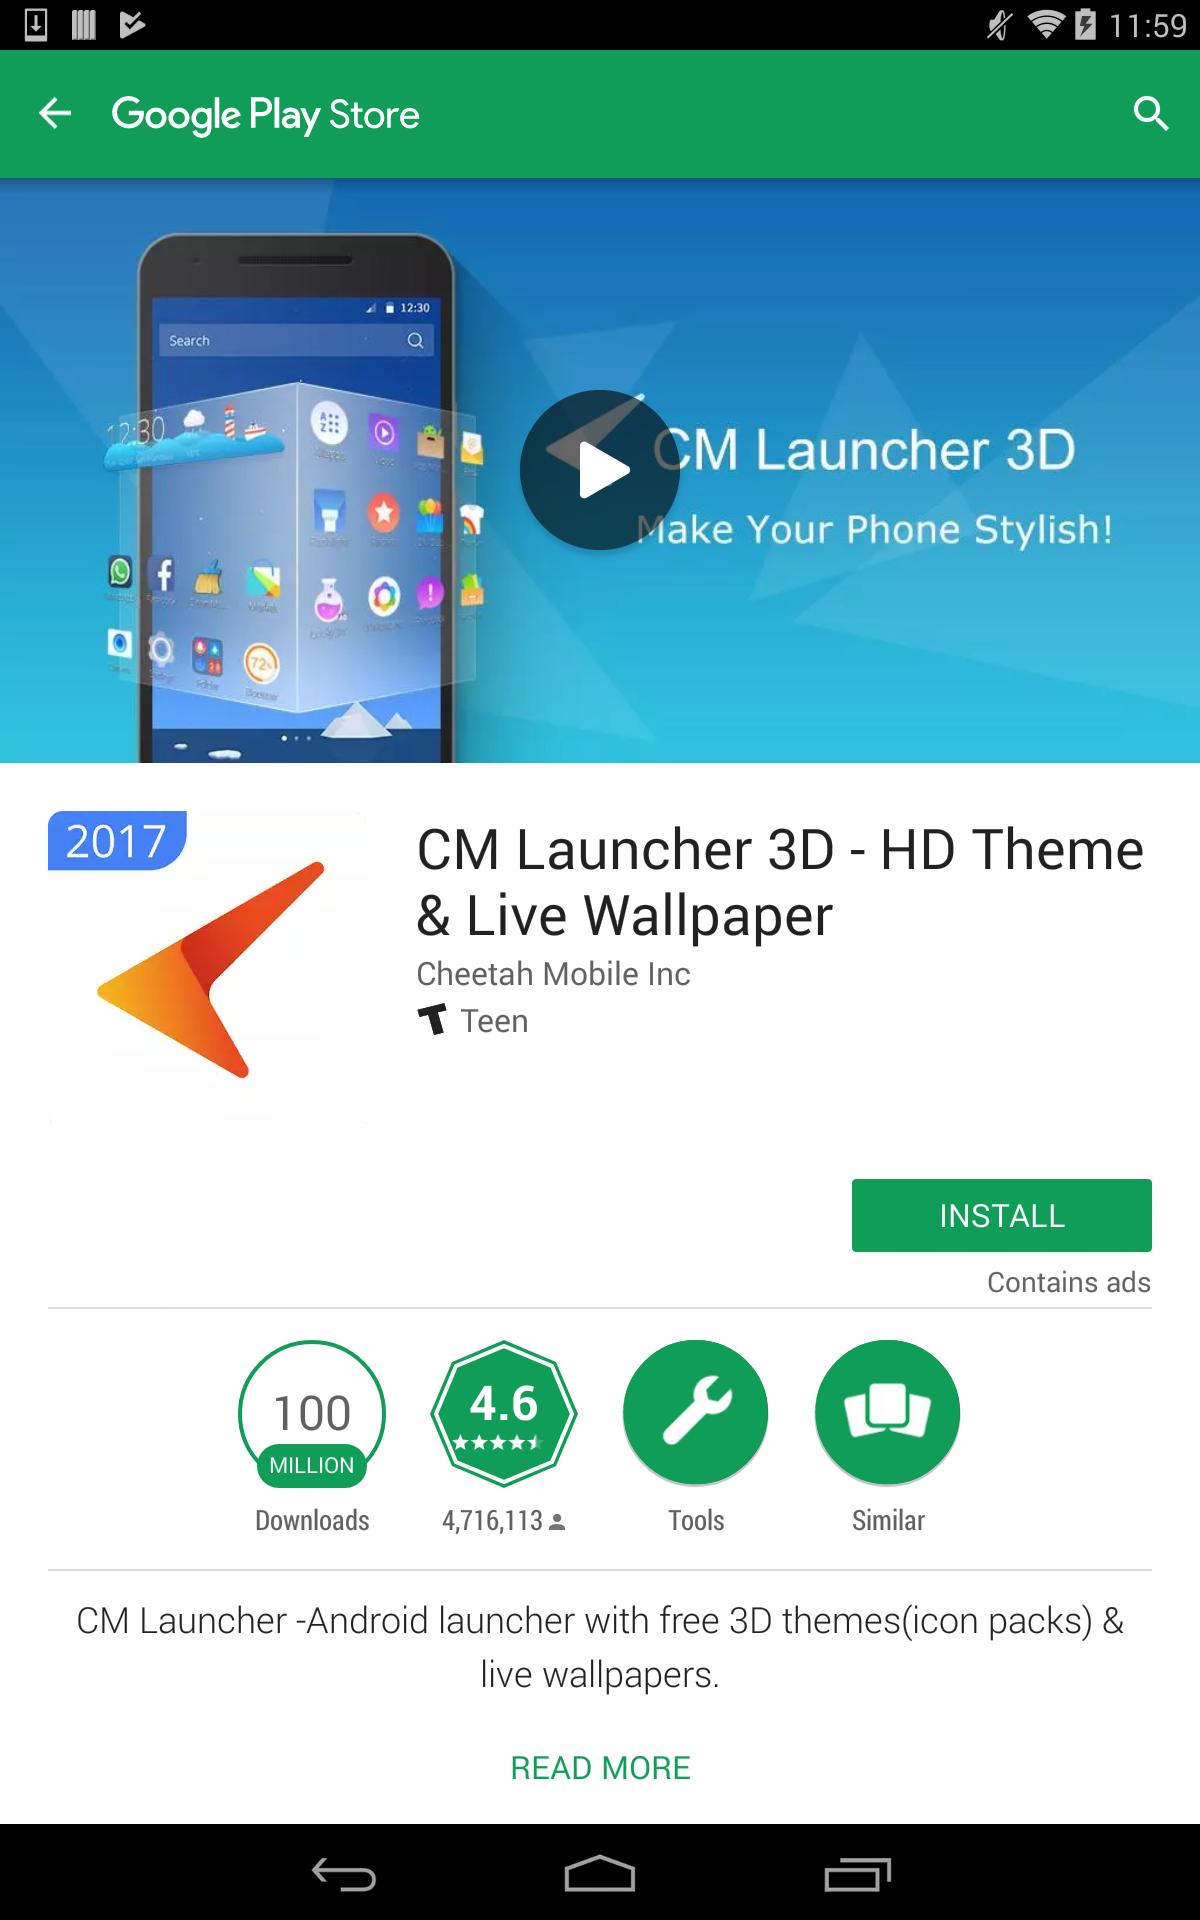 11:59
Google Play Store
12:30
Search
12:30
CM Launcher 3D
Make Your Phone Stylish!
72%
2017
CM Launcher 3D - HD Theme
& Live Wallpaper
Cheetah Mobile Inc
Teen
INSTALL
Contains ads
100
MILLION
4.6
Downloads
4,716,113
Tools
Similar
CM Launcher -Android launcher with free 3D themes(icon packs) &
live wallpapers.
READ MORE